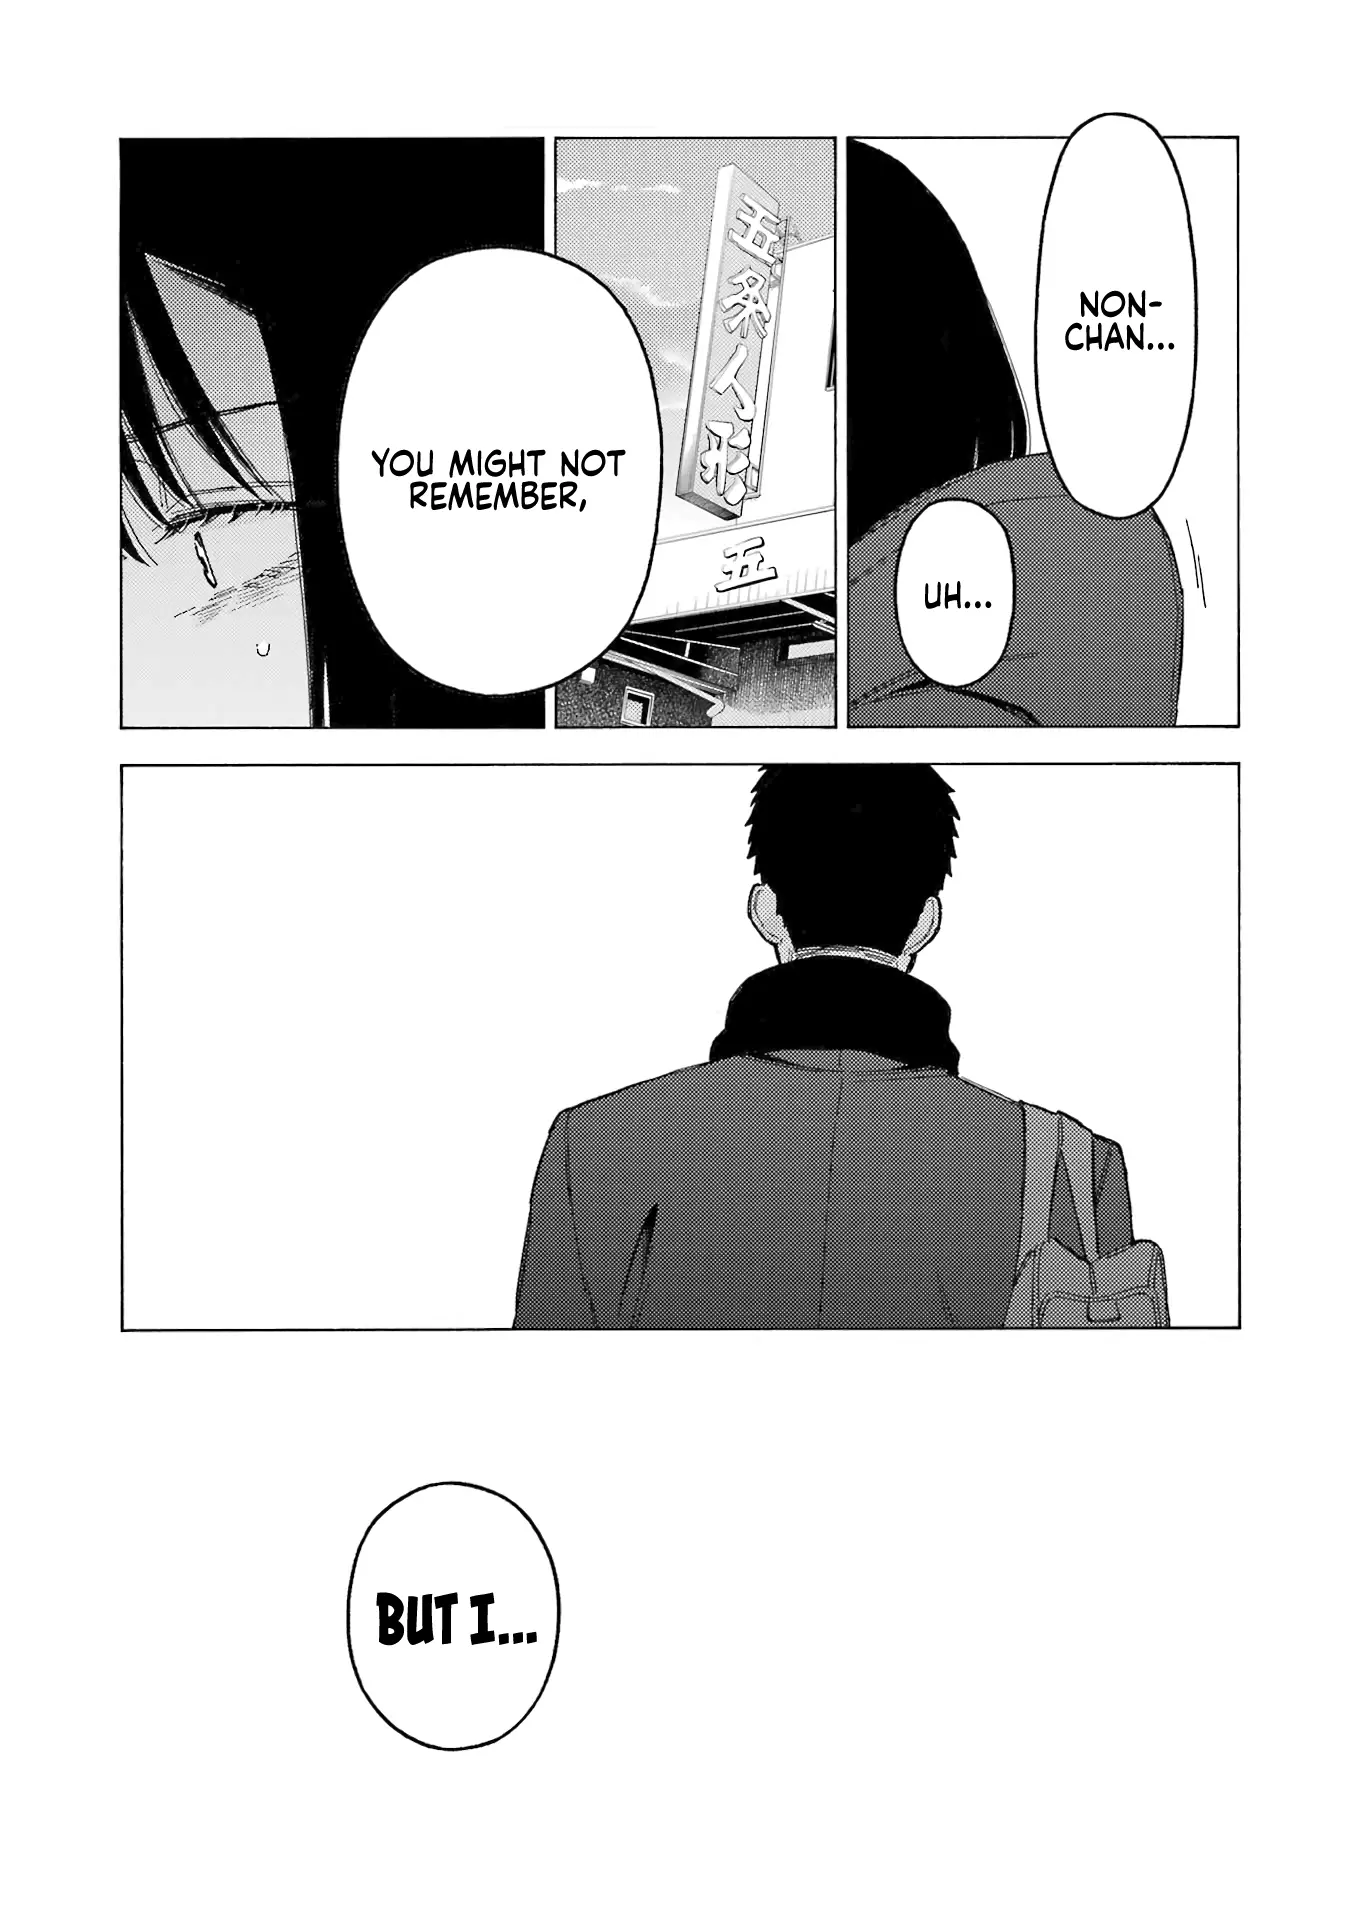 NON-
CHAN...
UH...
五条人形
五
YOU MIGHT NOT
REMEMBER,
BUT I...